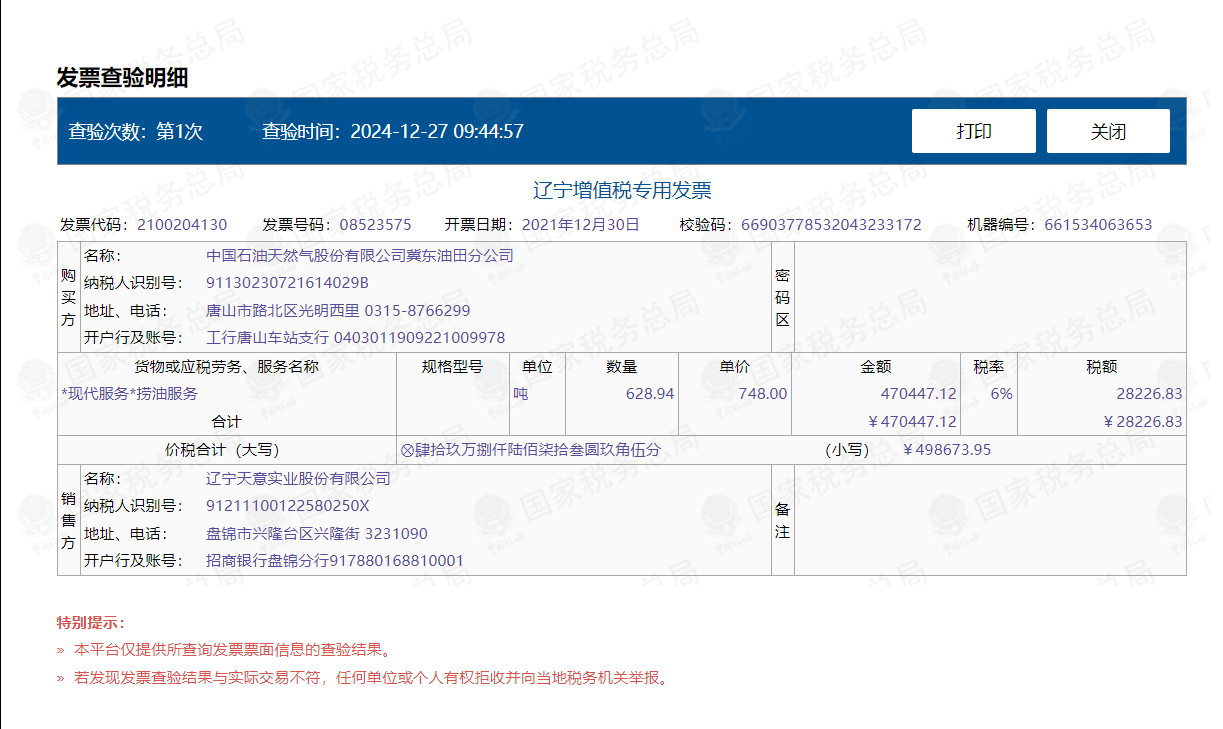 发票查验明细
查验次数：第1次 查验时间：2024-12-27 09:44:57 打印 关闭
辽宁增值税专用发票
发票代码：2100204130 发票号码：08523575 开票日期：2021年12月30日 校验码：66903778532043233172 机器编号：661534063653
购买方
名称： 中国石油天然气股份有限公司冀东油田分公司
纳税人识别号： 91130230721614029B
地址、电话： 唐山市路北区光明西里 0315-8766299
开户行及账号： 工行唐山车站支行 0403011909221009978
密码区
货物或应税劳务、服务名称 规格型号 单位 数量 单价 金额 税率 税额
*现代服务*捞油服务 吨 628.94 748.00 470447.12 6% 28226.83
合计 ￥470447.12 ￥28226.83
价税合计（大写） ⊗肆拾玖万捌仟陆佰柒拾叁圆玖角伍分 （小写） ￥498673.95
销售方
名称： 辽宁天意实业股份有限公司
纳税人识别号： 91211100122580250X
地址、电话： 盘锦市兴隆台区兴隆街 3231090
开户行及账号： 招商银行盘锦分行917880168810001
备注
特别提示：
» 本平台仅提供所查询发票票面信息的查验结果。
» 若发现发票查验结果与实际交易不符，任何单位或个人有权拒收并向当地税务机关举报。
国家税务总局